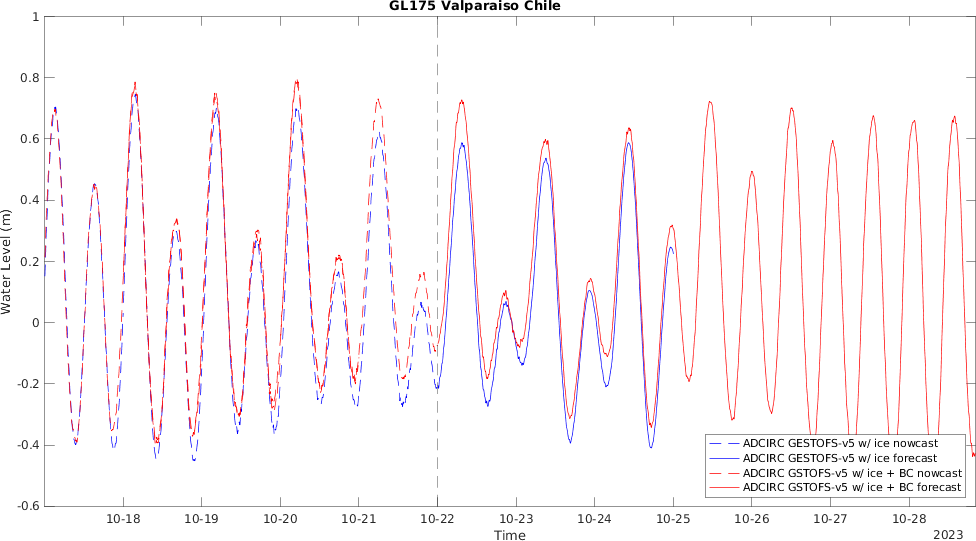 GL175 Valparaiso Chile
1
0.8
0.6
0.4
0.2
0
-0.2
-0.4
-0.6
Water Level (m)
10-18 10-19 10-20 10-21 10-22 10-23 10-24 10-25 10-26 10-27 10-28
Time
2023
ADCIRC GESTOFS-v5 w/ ice nowcast
ADCIRC GESTOFS-v5 w/ ice forecast
ADCIRC GSTOFS-v5 w/ ice + BC nowcast
ADCIRC GSTOFS-v5 w/ ice + BC forecast